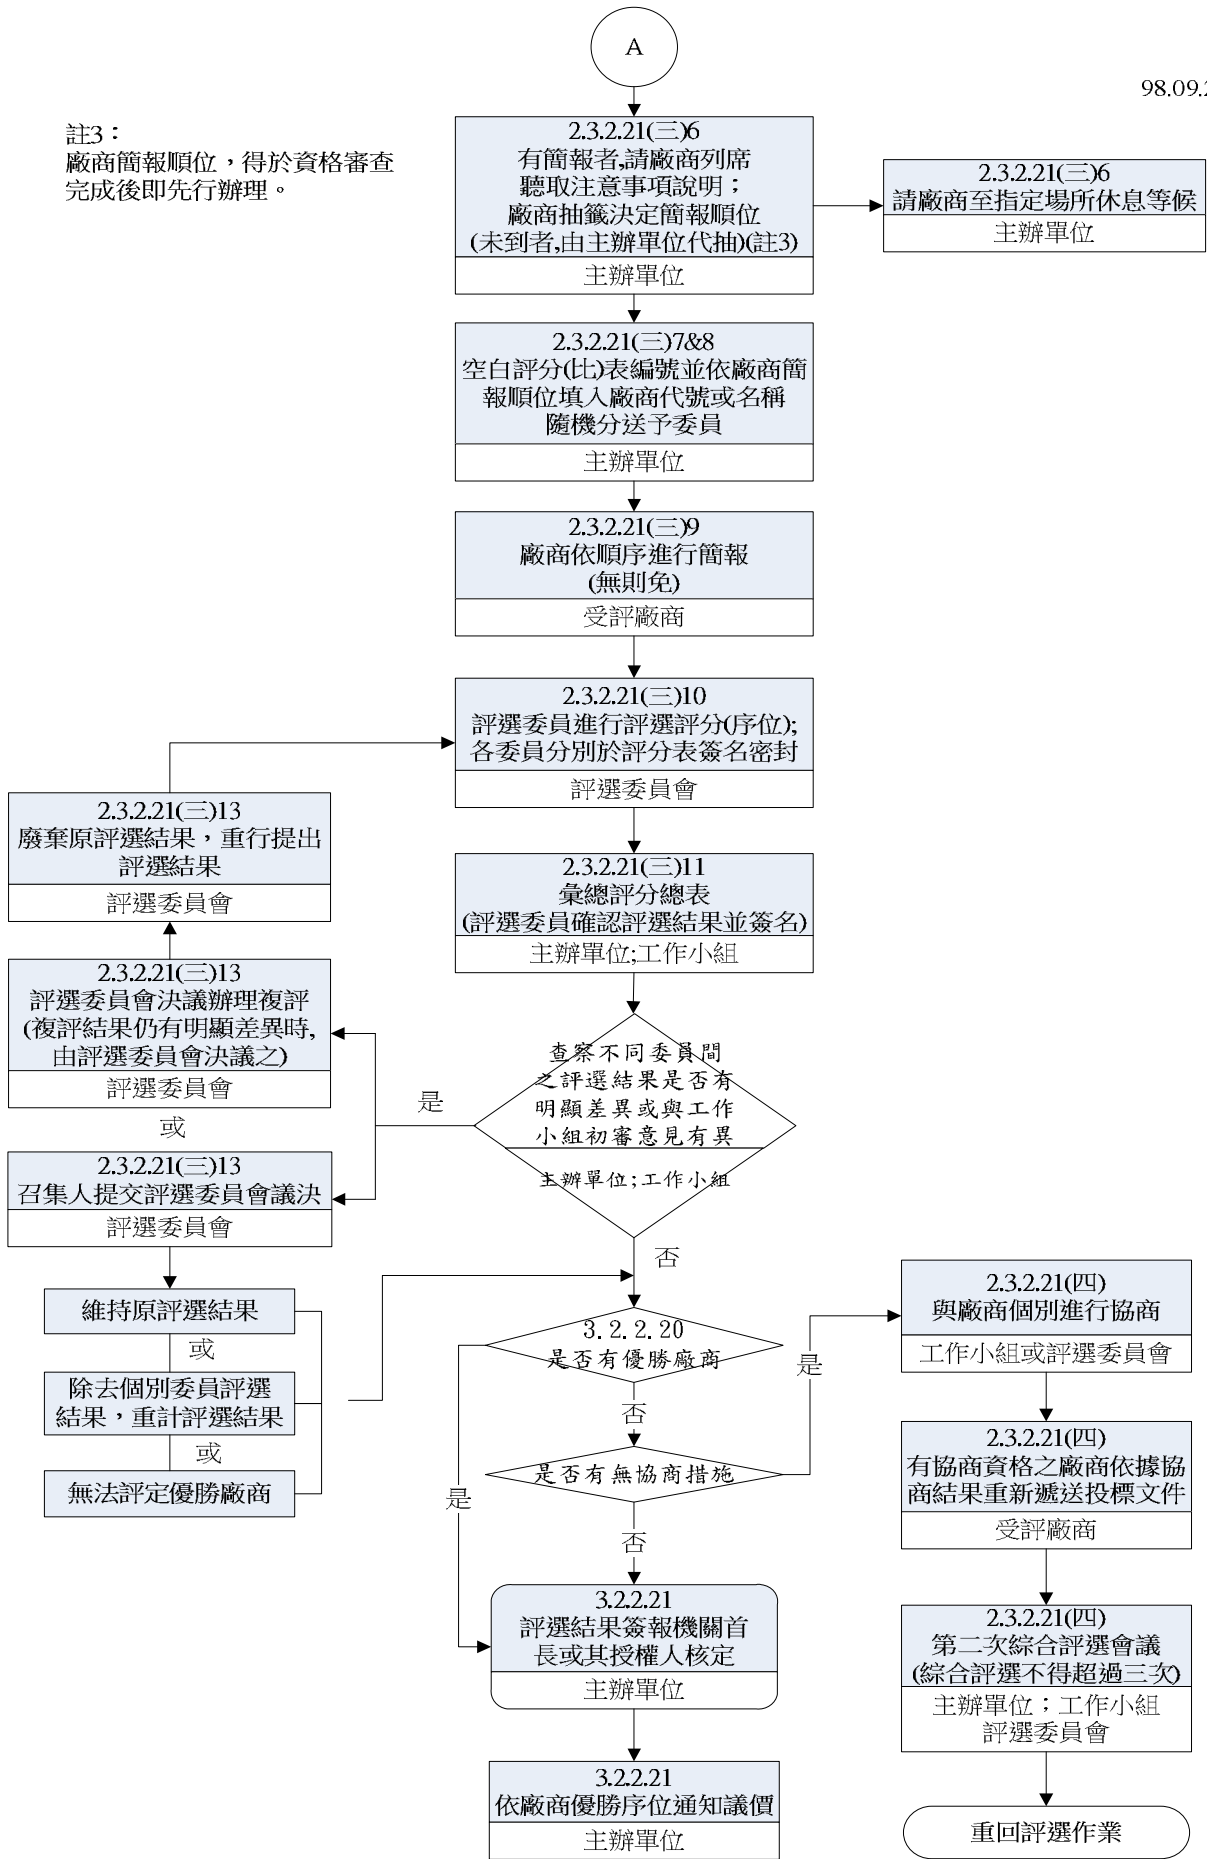 A
98.09.2
註3：
廠商簡報順位，得於資格審查
完成後即先行辦理。
2.3.2.21(三)6
有簡報者,請廠商列席
聽取注意事項說明；
廠商抽籤決定簡報順位
(未到者,由主辦單位代抽)(註3)
主辦單位
2.3.2.21(三)6
請廠商至指定場所休息等候
主辦單位
2.3.2.21(三)7&8
空白評分(比)表編號並依廠商簡
報順位填入廠商代號或名稱
隨機分送予委員
主辦單位
2.3.2.21(三)9
廠商依順序進行簡報
(無則免)
受評廠商
2.3.2.21(三)10
評選委員進行評選評分(序位);
各委員分別於評分表簽名密封
評選委員會
2.3.2.21(三)13
廢棄原評選結果，重行提出
評選結果
評選委員會
2.3.2.21(三)11
彙總評分總表
(評選委員確認評選結果並簽名)
主辦單位;工作小組
2.3.2.21(三)13
評選委員會決議辦理複評
(複評結果仍有明顯差異時,
由評選委員會決議之)
評選委員會
或
是
查察不同委員間
之評選結果是否有
明顯差異或與工作
小組初審意見有異
主辦單位;工作小組
2.3.2.21(三)13
召集人提交評選委員會議決
評選委員會
否
維持原評選結果
或
除去個別委員評選
結果，重計評選結果
或
無法評定優勝廠商
3.2.2.20
是否有優勝廠商
是
否
是否有無協商措施
是
否
2.3.2.21(四)
與廠商個別進行協商
工作小組或評選委員會
2.3.2.21(四)
有協商資格之廠商依據協
商結果重新遞送投標文件
受評廠商
3.2.2.21
評選結果簽報機關首
長或其授權人核定
主辦單位
2.3.2.21(四)
第二次綜合評選會議
(綜合評選不得超過三次)
主辦單位；工作小組
評選委員會
3.2.2.21
依廠商優勝序位通知議價
主辦單位
重回評選作業